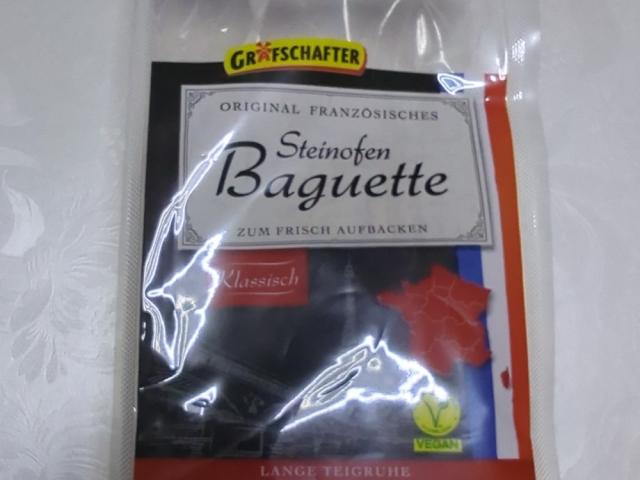 GRAFSCHAFTER
ORIGINAL FRANZÖSISCHES
Steinofen
Baguette
ZUM FRISCH AUFBACKEN
Klassisch
V
VEGAN
LANGE TEIGRUHE